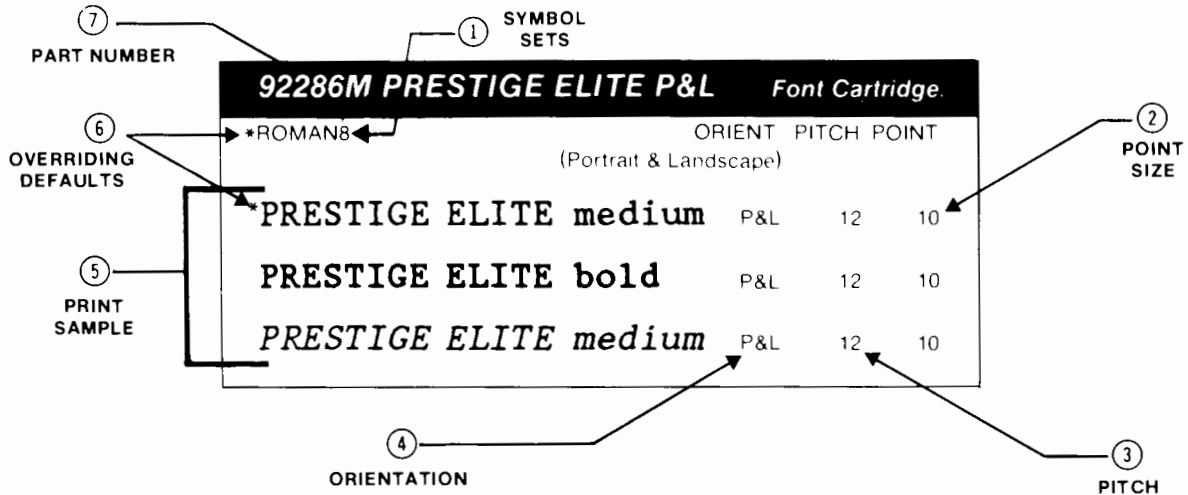 7
PART NUMBER
1 SYMBOL
SETS
92286M PRESTIGE ELITE P&L Font Cartridge.
*ROMAN8 ORIENT PITCH POINT
(Portrait & Landscape)
6
OVERRIDING
DEFAULTS
2
POINT
SIZE
*PRESTIGE ELITE medium P&L 12 10
PRESTIGE ELITE bold P&L 12 10
PRESTIGE ELITE medium P&L 12 10
5
PRINT
SAMPLE
4
ORIENTATION
3
PITCH